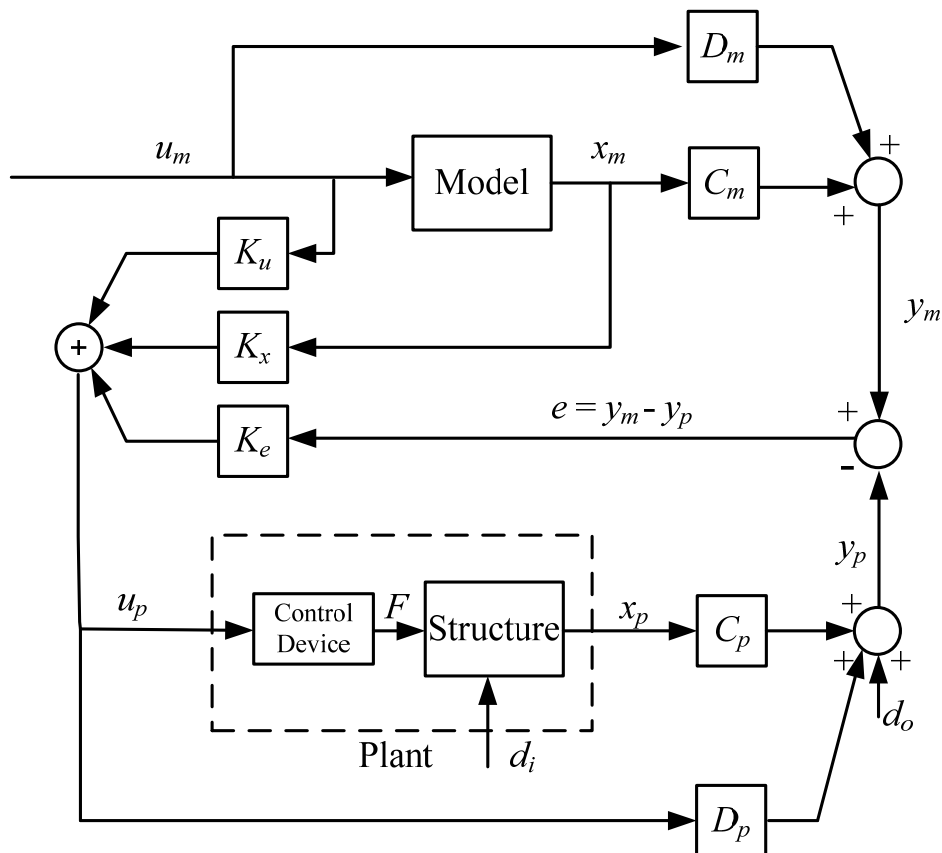 D_m
+
u_m
x_m
Model
C_m
+
K_u
y_m
+
K_x
e = y_m - y_p
+
K_e
-
y_p
u_p
Control
Device
F
Structure
x_p
C_p
+
+
+
d_o
Plant
d_i
D_p